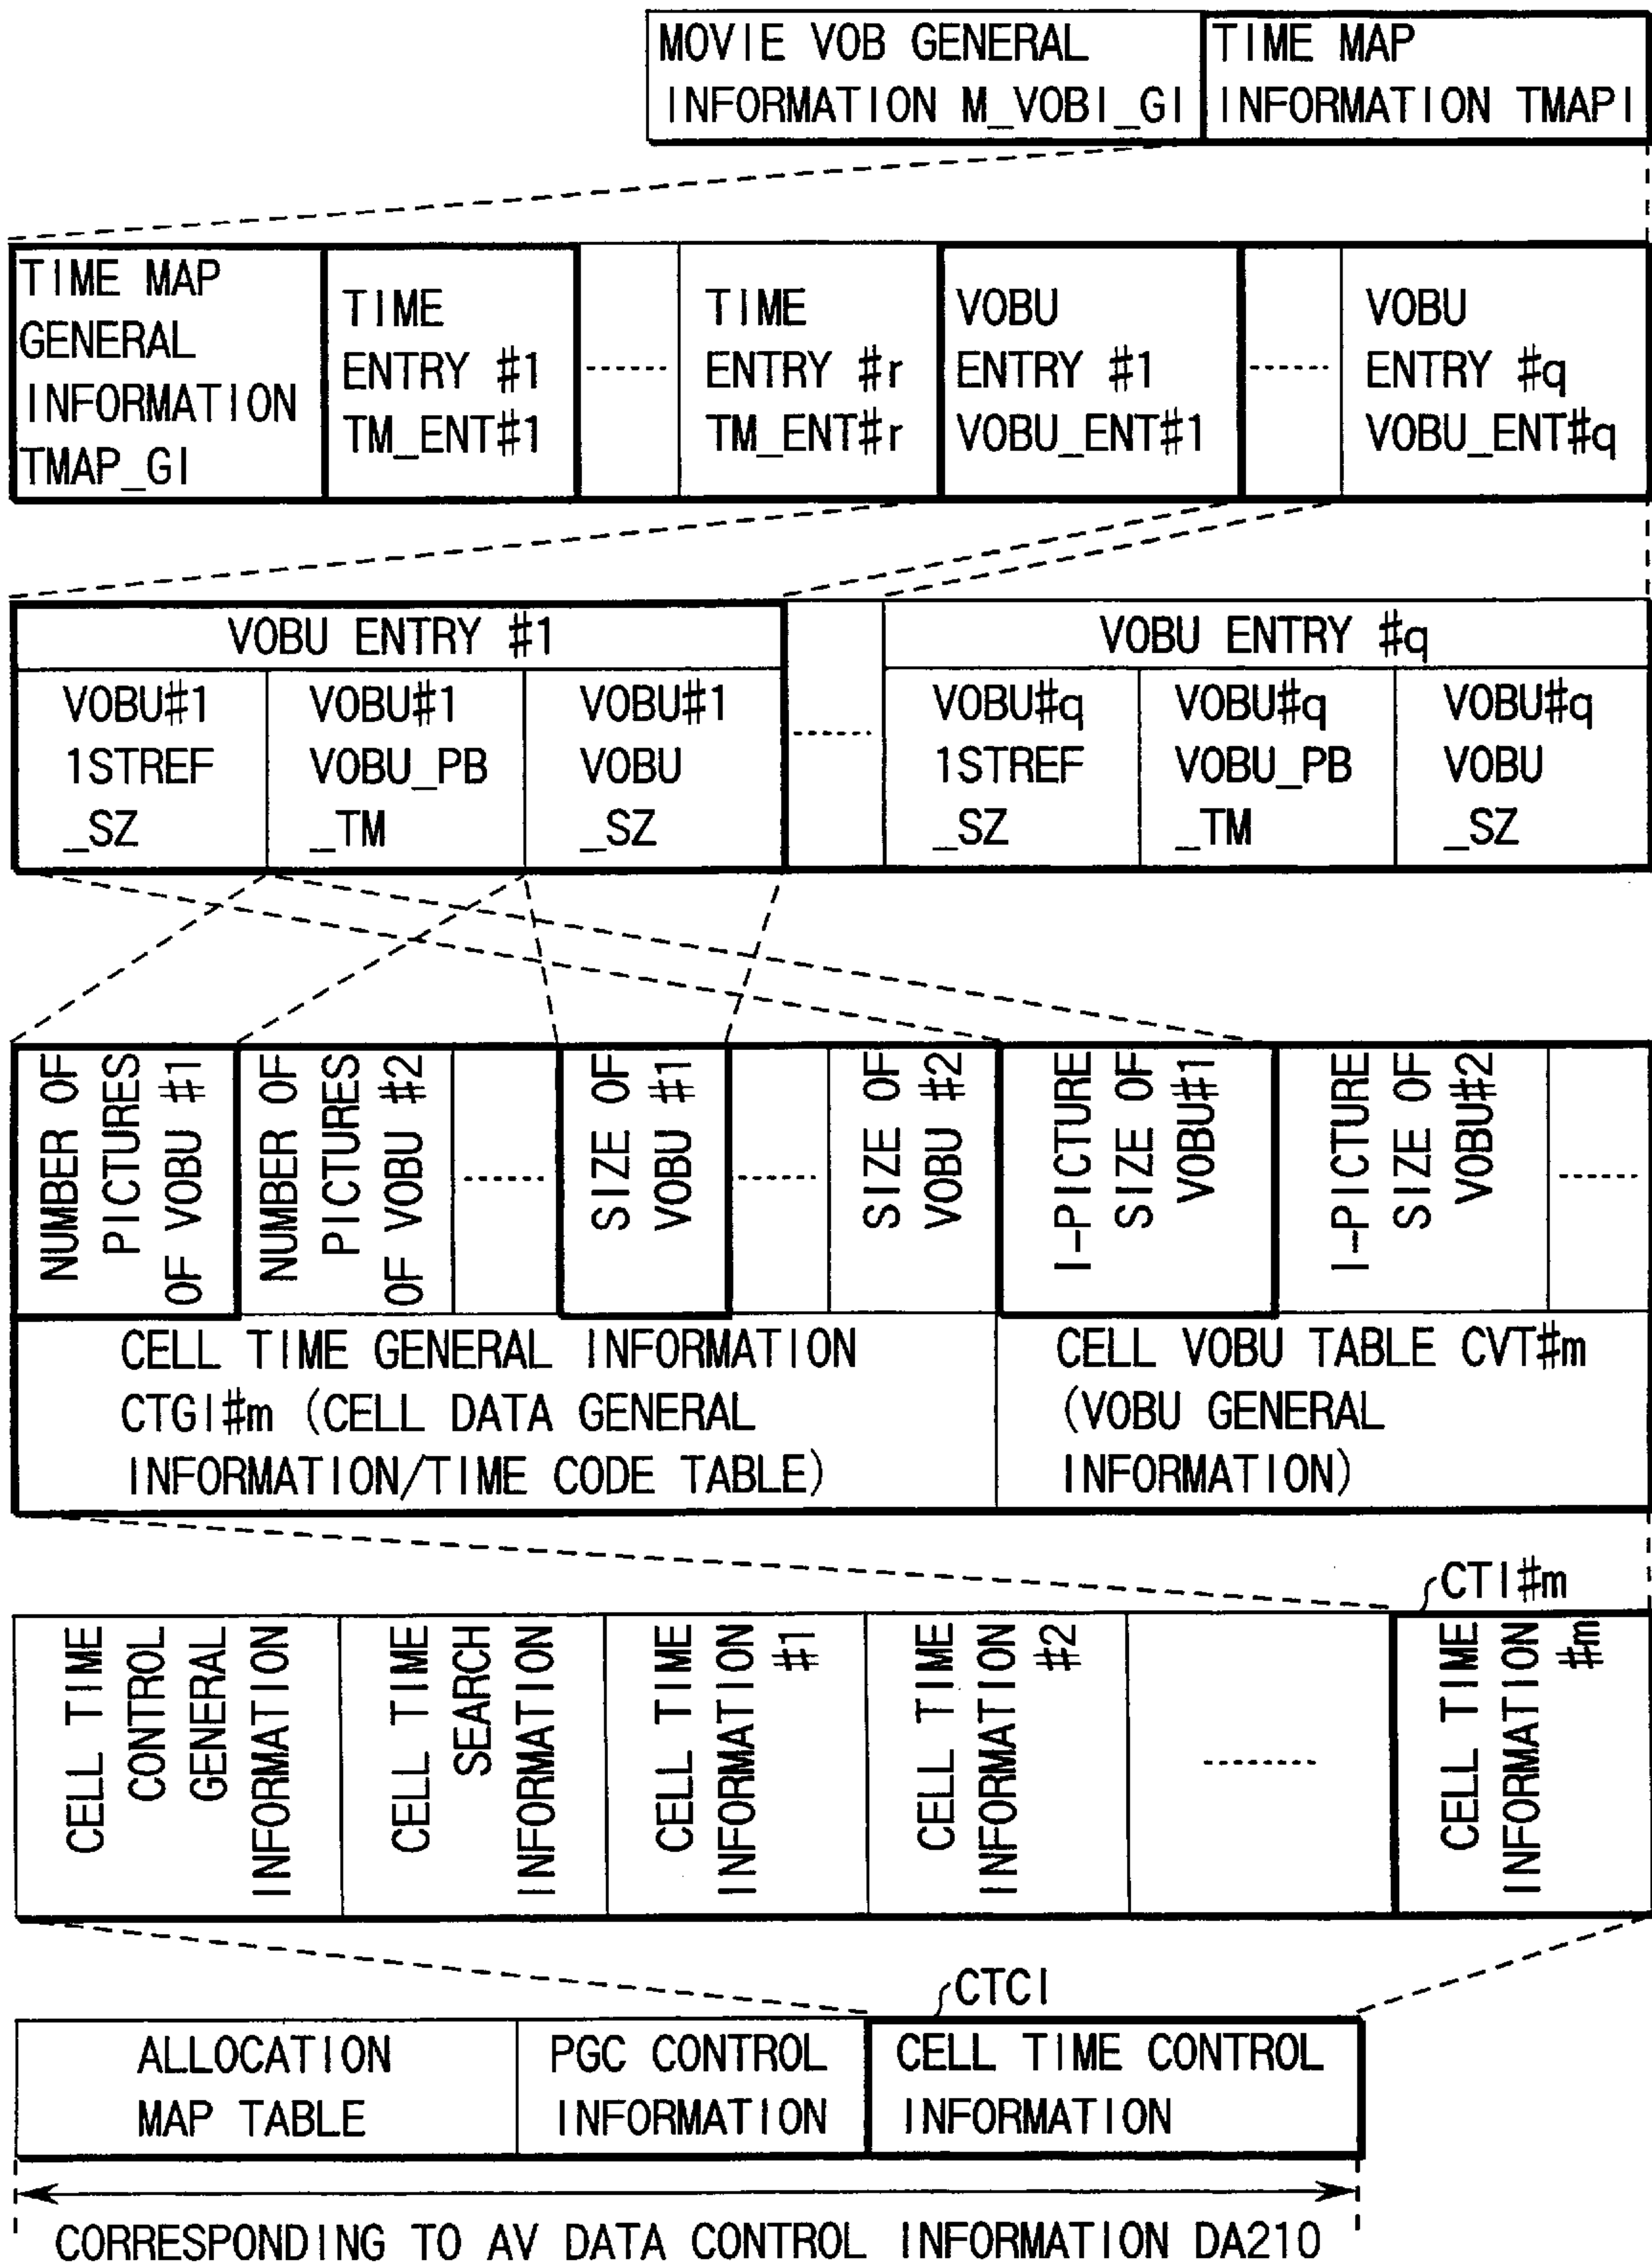 MOVIE VOB GENERAL
INFORMATION M_VOBI_GI
TIME MAP
INFORMATION TMAPI
TIME MAP
GENERAL
INFORMATION
TMAP_GI
TIME
ENTRY #1
TM_ENT#1
TIME
ENTRY #r
TM_ENT#r
VOBU
ENTRY #1
VOBU_ENT#1
VOBU
ENTRY #q
VOBU_ENT#q
VOBU ENTRY #1
VOBU#1
1STREF
_SZ
VOBU#1
VOBU_PB
_TM
VOBU#1
VOBU
_SZ
VOBU ENTRY #q
VOBU#q
1STREF
_SZ
VOBU#q
VOBU_PB
_TM
VOBU#q
VOBU
_SZ
NUMBER OF
PICTURES
OF VOBU #1
NUMBER OF
PICTURES
OF VOBU #2
SIZE OF
VOBU #1
SIZE OF
VOBU #2
I-PICTURE
SIZE OF
VOBU#1
I-PICTURE
SIZE OF
VOBU#2
CELL TIME GENERAL INFORMATION
CTGI#m (CELL DATA GENERAL
INFORMATION/TIME CODE TABLE)
CELL VOBU TABLE CVT#m
(VOBU GENERAL
INFORMATION)
CTI#m
CELL TIME
CONTROL
GENERAL
INFORMATION
CELL TIME
SEARCH
INFORMATION
CELL TIME
INFORMATION
#1
CELL TIME
INFORMATION
#2
CELL TIME
INFORMATION
#m
CTCI
ALLOCATION
MAP TABLE
PGC CONTROL
INFORMATION
CELL TIME CONTROL
INFORMATION
CORRESPONDING TO AV DATA CONTROL INFORMATION DA210